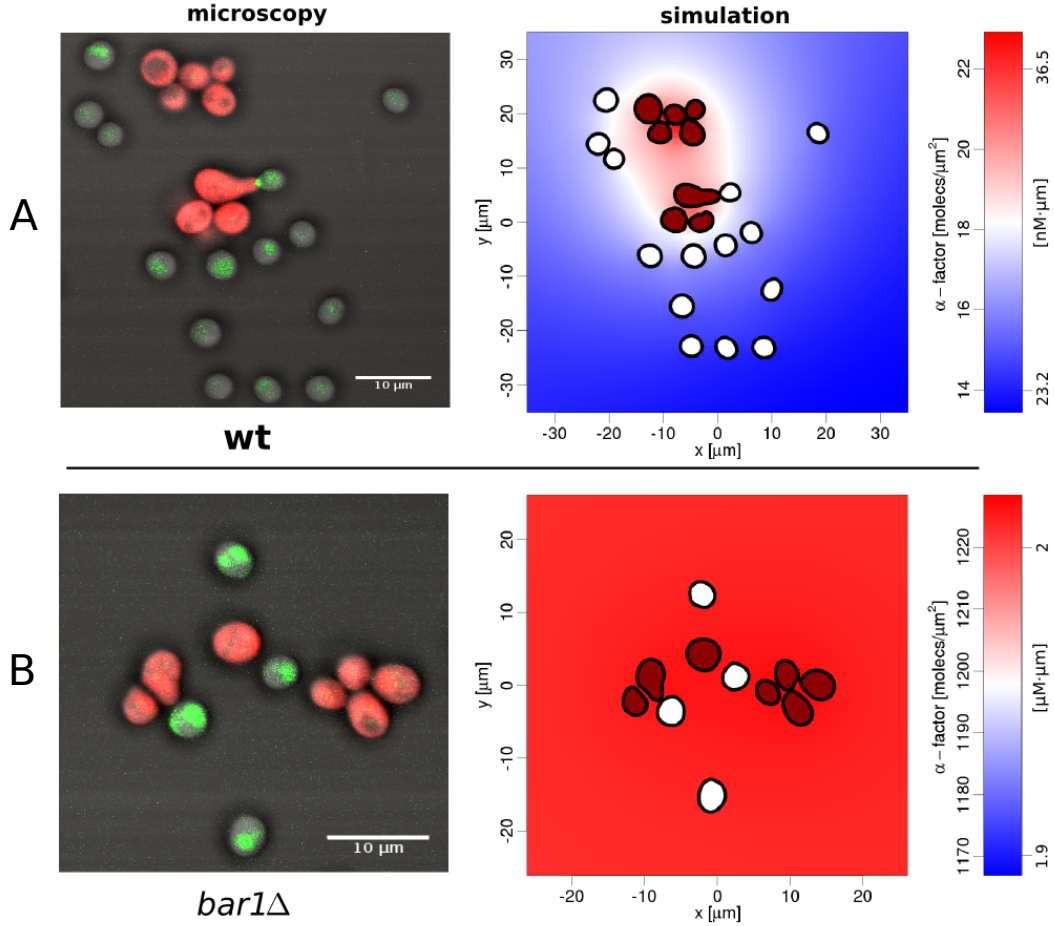 microscopy
simulation
A
10 μm
wt
30
20
10
0
-10
-20
-30
y [μm]
-30 -20 -10 0 10 20 30
x [μm]
22
20
18
16
14
α − factor [molecs/μm²]
36.5
23.2
[nM·μm]
B
10 μm
bar1Δ
20
10
0
-10
-20
y [μm]
-20 -10 0 10 20
x [μm]
1220
1210
1200
1190
1180
1170
α − factor [molecs/μm²]
2
1.9
[μM·μm]